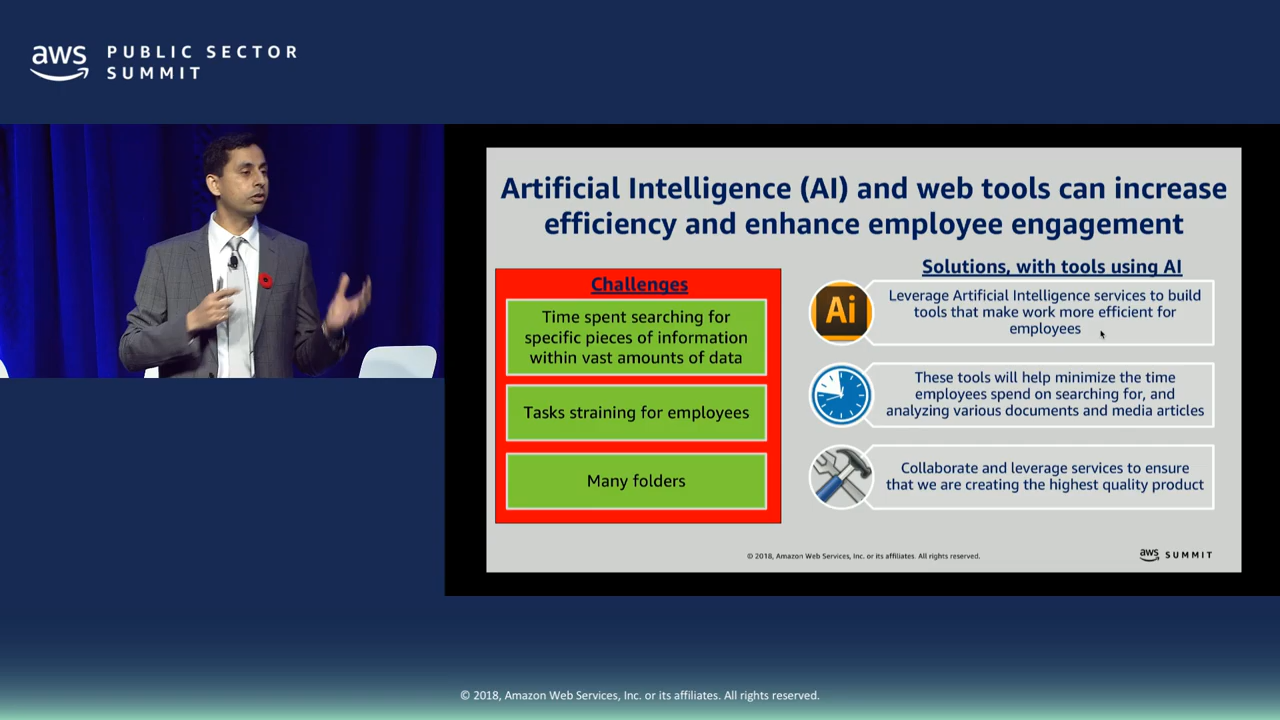 aws
PUBLIC SECTOR
SUMMIT
Artificial Intelligence (AI) and web tools can increase
efficiency and enhance employee engagement
Challenges
Time spent searching for
specific pieces of information
within vast amounts of data
Tasks straining for employees
Many folders
Solutions, with tools using AI
Ai
Leverage Artificial Intelligence services to build
tools that make work more efficient for
employees
These tools will help minimize the time
employees spend on searching for, and
analyzing various documents and media articles
Collaborate and leverage services to ensure
that we are creating the highest quality product
© 2018, Amazon Web Services, Inc. or its affiliates. All rights reserved.
aws SUMMIT
© 2018, Amazon Web Services, Inc. or its affiliates. All rights reserved.